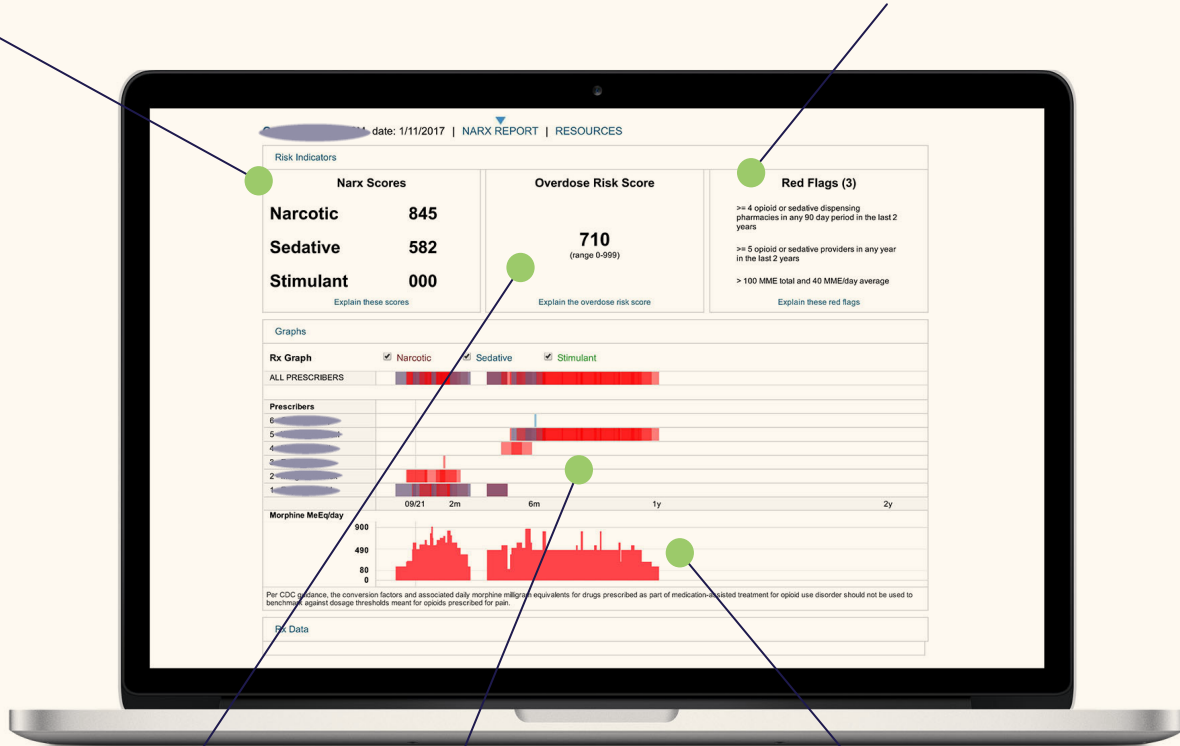 date: 1/11/2017 | NARX REPORT | RESOURCES
Risk Indicators
Narx Scores
Narcotic 845
Sedative 582
Stimulant 000
Explain these scores
Overdose Risk Score
710
(range 0-999)
Explain the overdose risk score
Red Flags (3)
>= 4 opioid or sedative dispensing
pharmacies in any 90 day period in the last 2
years
>= 5 opioid or sedative providers in any year
in the last 2 years
> 100 MME total and 40 MME/day average
Explain these red flags
Graphs
Rx Graph Narcotic Sedative Stimulant
ALL PRESCRIBERS
Prescribers
6
5
4
3
2
1
09/21 2m 6m 1y 2y
Morphine MeEq/day
900
490
80
0
Per CDC guidance, the conversion factors and associated daily morphine milligram equivalents for drugs prescribed as part of medication-assisted treatment for opioid use disorder should not be used to
benchmark against dosage thresholds meant for opioids prescribed for pain.
Rx Data